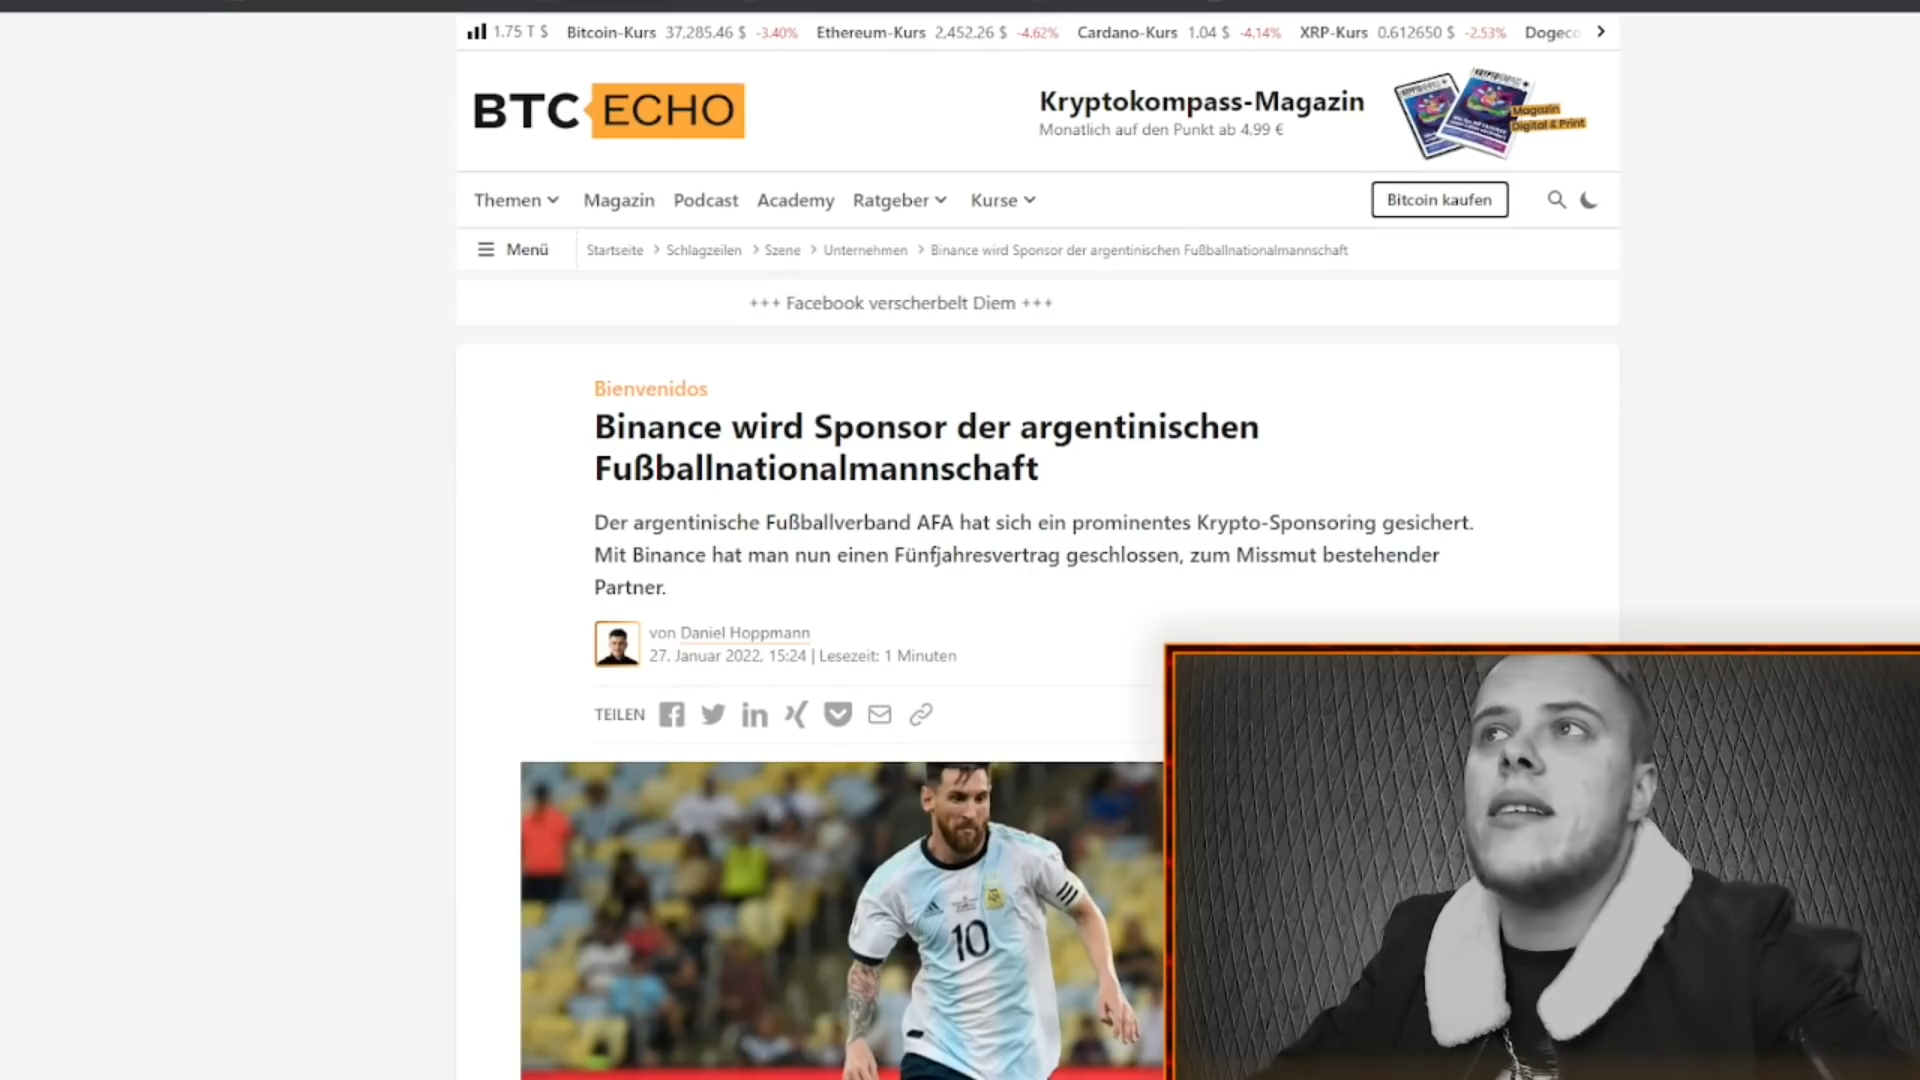 1.75 T $ Bitcoin-Kurs 37,285.46 $ -3.40% Ethereum-Kurs 2,452.26 $ -4.62% Cardano-Kurs 1.04 $ -4.14% XRP-Kurs 0.612650 $ -2.53% Dogeco
BTC ECHO
Kryptokompass-Magazin
Monatlich auf den Punkt ab 4,99 €
Magazin
Digital & Print
Themen Magazin Podcast Academy Ratgeber Kurse Bitcoin kaufen
Menü Startseite > Schlagzeilen > Szene > Unternehmen > Binance wird Sponsor der argentinischen Fußballnationalmannschaft
+++ Facebook verscherbelt Diem +++
Bienvenidos
Binance wird Sponsor der argentinischen
Fußballnationalmannschaft
Der argentinische Fußballverband AFA hat sich ein prominentes Krypto-Sponsoring gesichert.
Mit Binance hat man nun einen Fünfjahresvertrag geschlossen, zum Missmut bestehender
Partner.
von Daniel Hoppmann
27. Januar 2022, 15:24 | Lesezeit: 1 Minuten
TEILEN
10